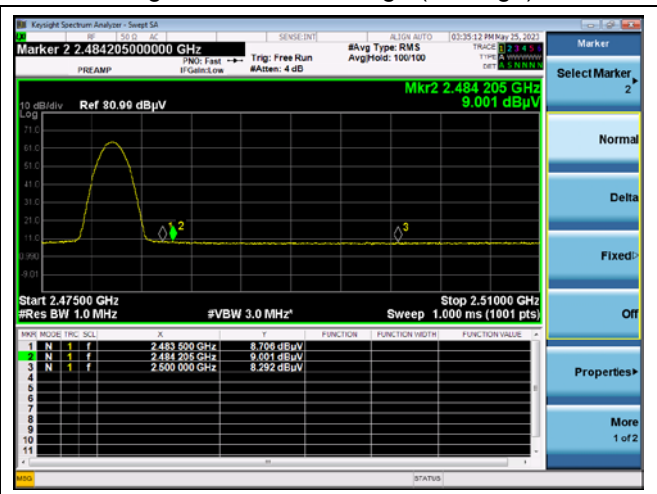 Keysight Spectrum Analyzer - Swept SA
RF 50 Ω AC SENSE:INT ALIGN AUTO 03:35:12 PM May 25, 2023
Marker 2 2.484205000000 GHz
PREAMP
PNO: Fast
IFGain:Low
Trig: Free Run
#Atten: 4 dB
#Avg Type: RMS
Avg|Hold: 100/100
TRACE 1 2 3 4 5 6
TYPE A WWWWW
DET A S N N N N
Mkr2 2.484 205 GHz
9.001 dBµV
10 dB/div Ref 80.99 dBµV
Log
71.0
61.0
51.0
41.0
31.0
21.0
11.0
0.990
-9.01
2
3
Start 2.47500 GHz Stop 2.51000 GHz
#Res BW 1.0 MHz #VBW 3.0 MHz* Sweep 1.000 ms (1001 pts)
MKR MODE TRC SCL X Y FUNCTION FUNCTION WIDTH FUNCTION VALUE
1 N 1 f 2.483 500 GHz 8.706 dBµV
2 N 1 f 2.484 205 GHz 9.001 dBµV
3 N 1 f 2.500 000 GHz 8.292 dBµV
4
5
6
7
8
9
10
11
MSG STATUS
Marker
Select Marker
2
Normal
Delta
Fixed
Off
Properties
More
1 of 2